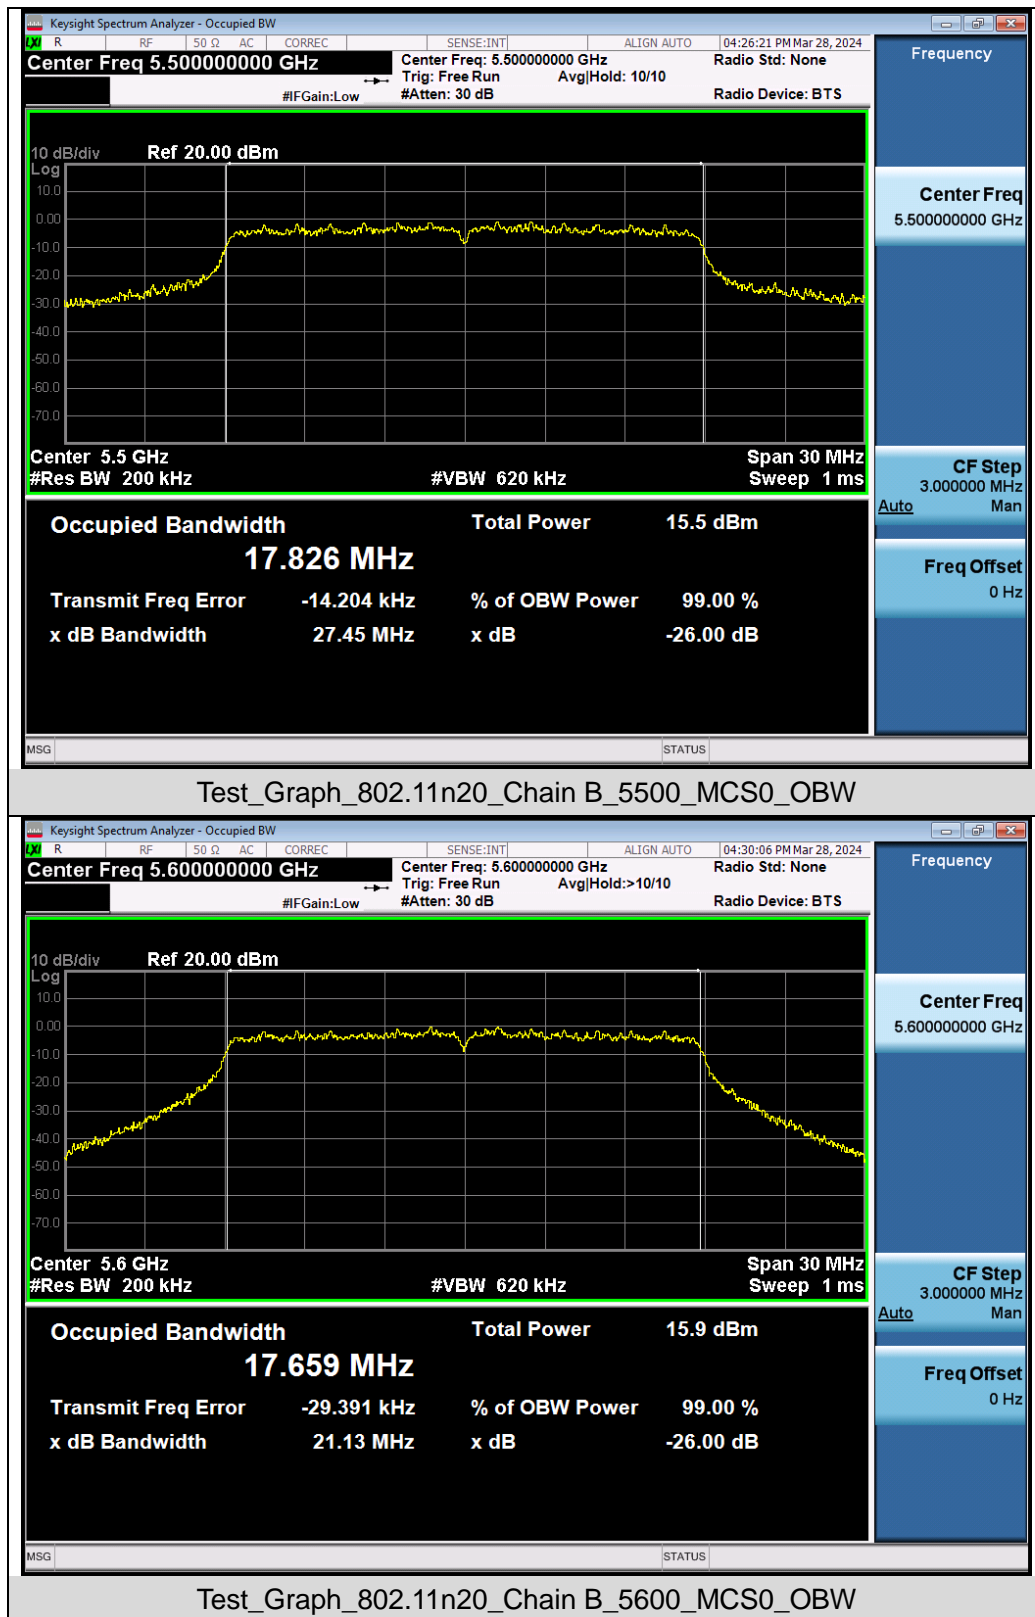 Keysight Spectrum Analyzer - Occupied BW
LXI R RF 50 Ω AC CORREC SENSE:INT ALIGN AUTO 04:26:21 PM Mar 28, 2024
Center Freq 5.500000000 GHz
Center Freq: 5.500000000 GHz
Radio Std: None
Trig: Free Run Avg|Hold: 10/10
#IFGain:Low #Atten: 30 dB Radio Device: BTS
Frequency
10 dB/div Ref 20.00 dBm
Log
10.0
0.00
-10.0
-20.0
-30.0
-40.0
-50.0
-60.0
-70.0
Center 5.5 GHz Span 30 MHz
#Res BW 200 kHz #VBW 620 kHz Sweep 1 ms
Center Freq
5.500000000 GHz
CF Step
3.000000 MHz
Auto Man
Freq Offset
0 Hz
Occupied Bandwidth Total Power 15.5 dBm
17.826 MHz
Transmit Freq Error -14.204 kHz % of OBW Power 99.00 %
x dB Bandwidth 27.45 MHz x dB -26.00 dB
MSG STATUS
Test_Graph_802.11n20_Chain B_5500_MCS0_OBW
Keysight Spectrum Analyzer - Occupied BW
LXI R RF 50 Ω AC CORREC SENSE:INT ALIGN AUTO 04:30:06 PM Mar 28, 2024
Center Freq 5.600000000 GHz
Center Freq: 5.600000000 GHz
Radio Std: None
Trig: Free Run Avg|Hold:>10/10
#IFGain:Low #Atten: 30 dB Radio Device: BTS
Frequency
10 dB/div Ref 20.00 dBm
Log
10.0
0.00
-10.0
-20.0
-30.0
-40.0
-50.0
-60.0
-70.0
Center 5.6 GHz Span 30 MHz
#Res BW 200 kHz #VBW 620 kHz Sweep 1 ms
Center Freq
5.600000000 GHz
CF Step
3.000000 MHz
Auto Man
Freq Offset
0 Hz
Occupied Bandwidth Total Power 15.9 dBm
17.659 MHz
Transmit Freq Error -29.391 kHz % of OBW Power 99.00 %
x dB Bandwidth 21.13 MHz x dB -26.00 dB
MSG STATUS
Test_Graph_802.11n20_Chain B_5600_MCS0_OBW